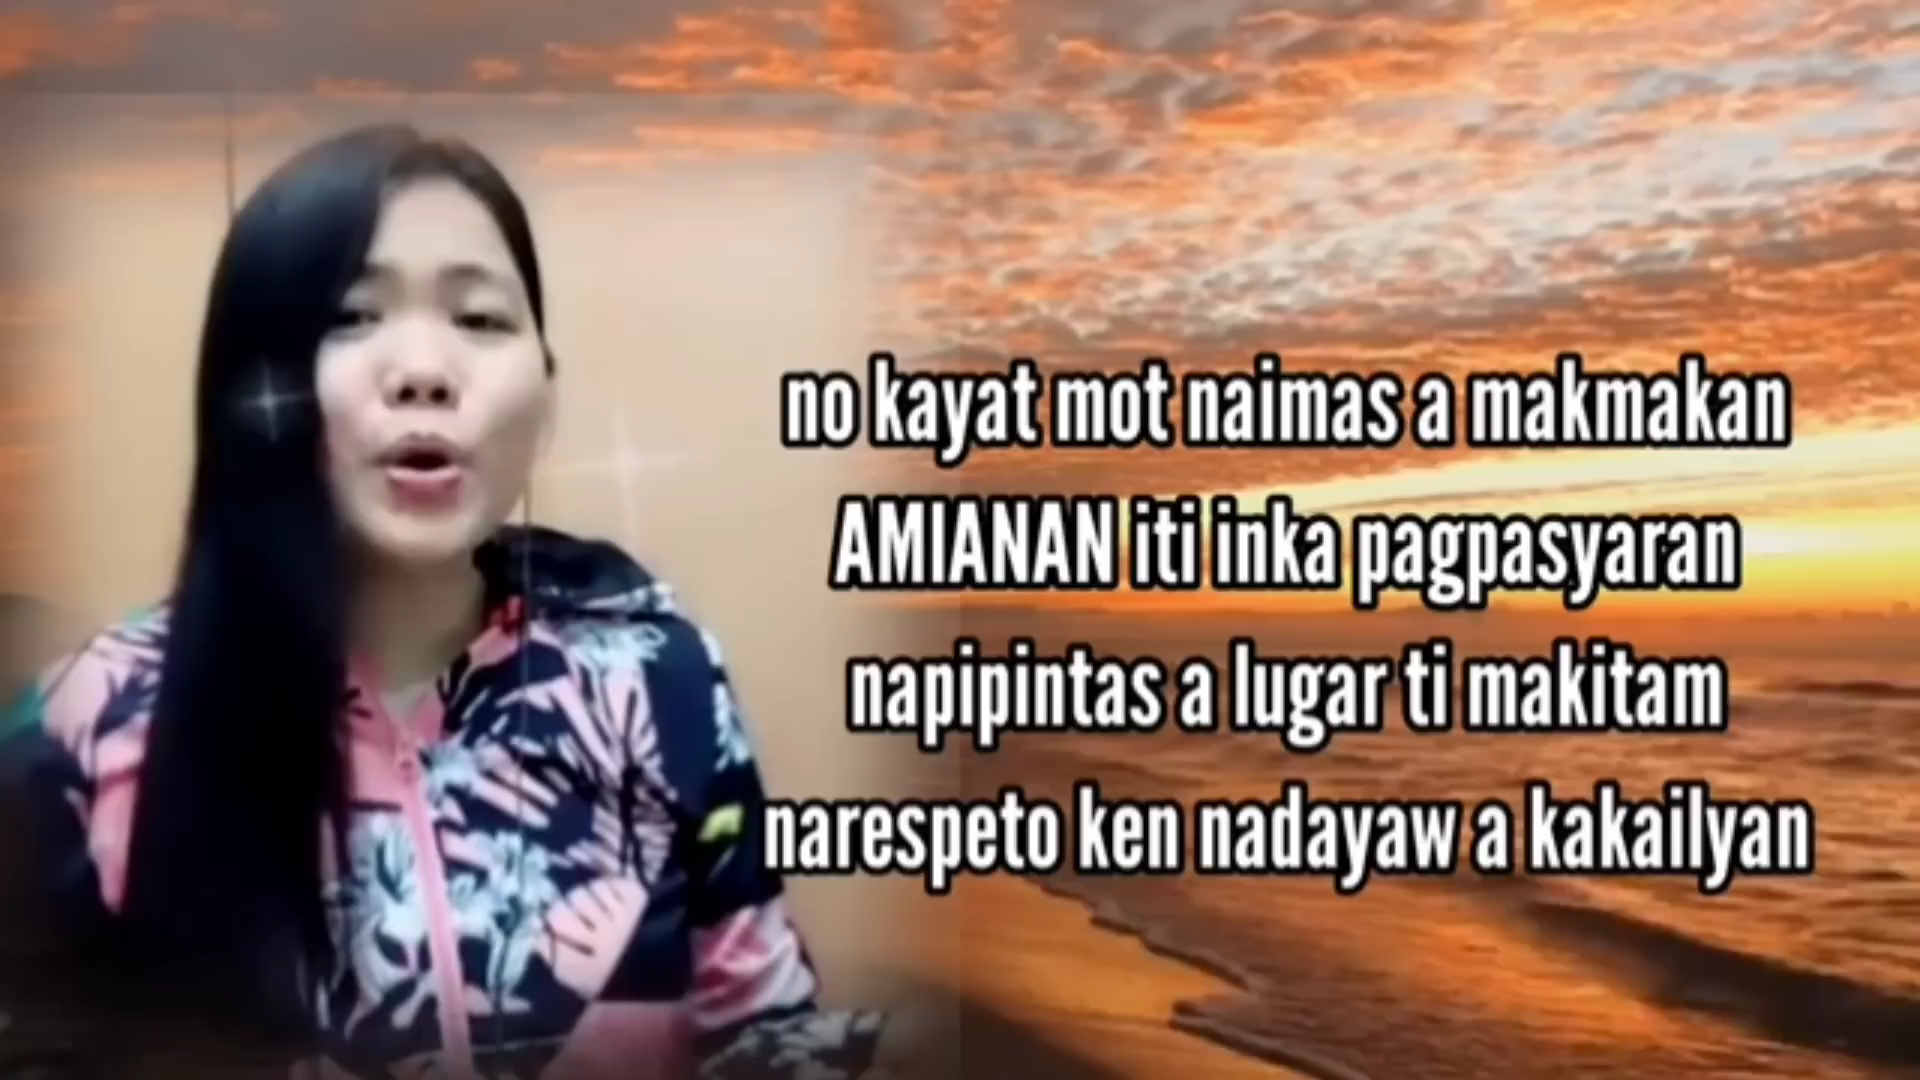 no kayat mot naimas a makmakan
AMIANAN iti inka pagpasyaran
napipintas a lugar ti makitam
narespeto ken nadayaw a kakailyan